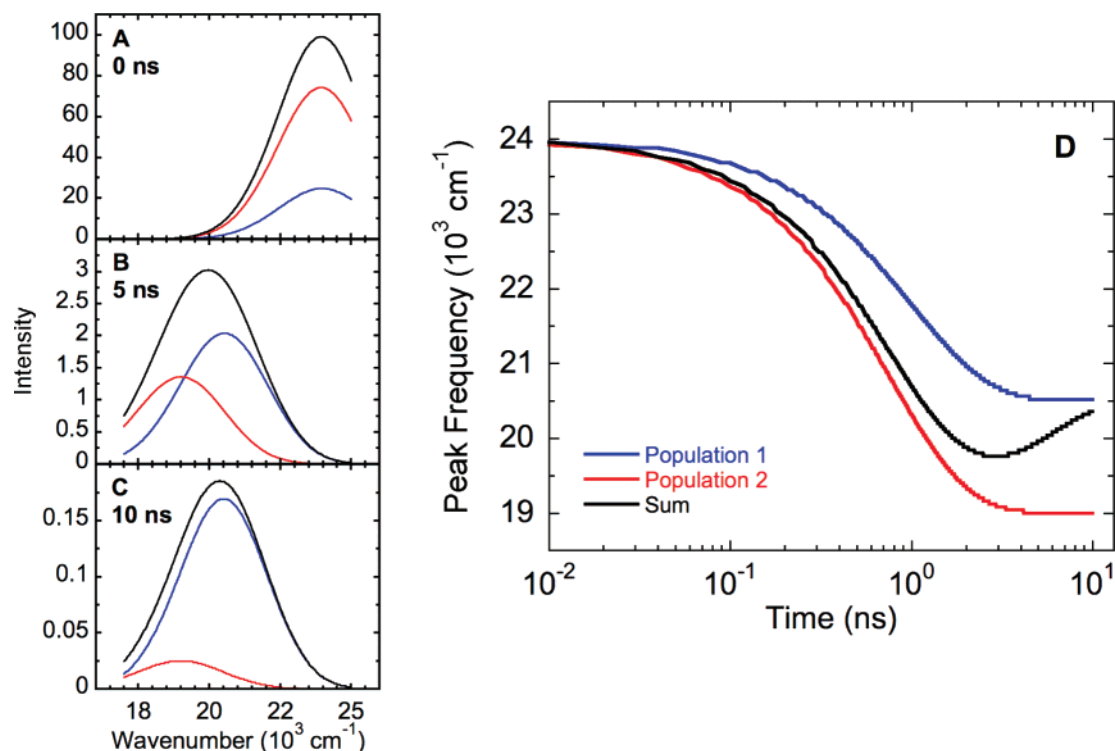 A
0 ns
100
80
60
40
20
0
B
5 ns
3
2.5
2
1.5
1
0.5
0
C
10 ns
0.15
0.1
0.05
0
18 20 22 25
Wavenumber (10³ cm⁻¹)
Intensity
D
24
23
22
21
20
19
Peak Frequency (10³ cm⁻¹)
Population 1
Population 2
Sum
10⁻² 10⁻¹ 10⁰ 10¹
Time (ns)